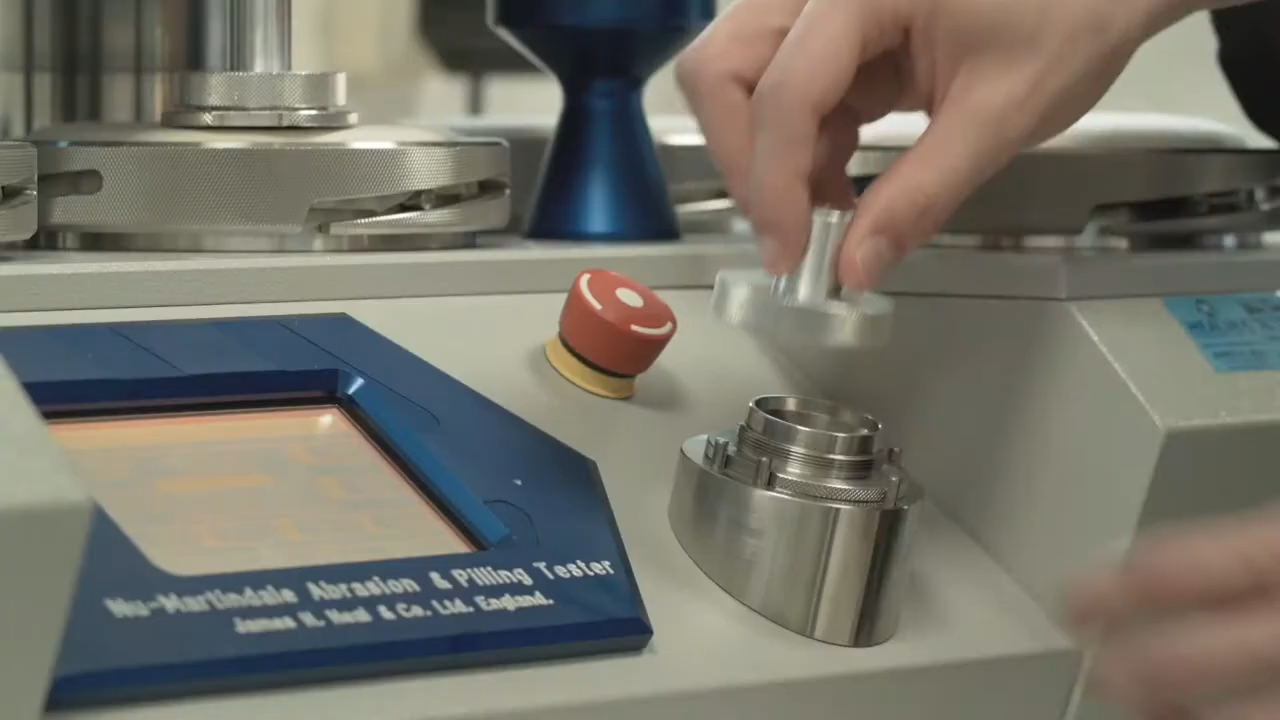 Nu-Martindale Abrasion & Pilling Tester
James H. Heal & Co. Ltd. England.